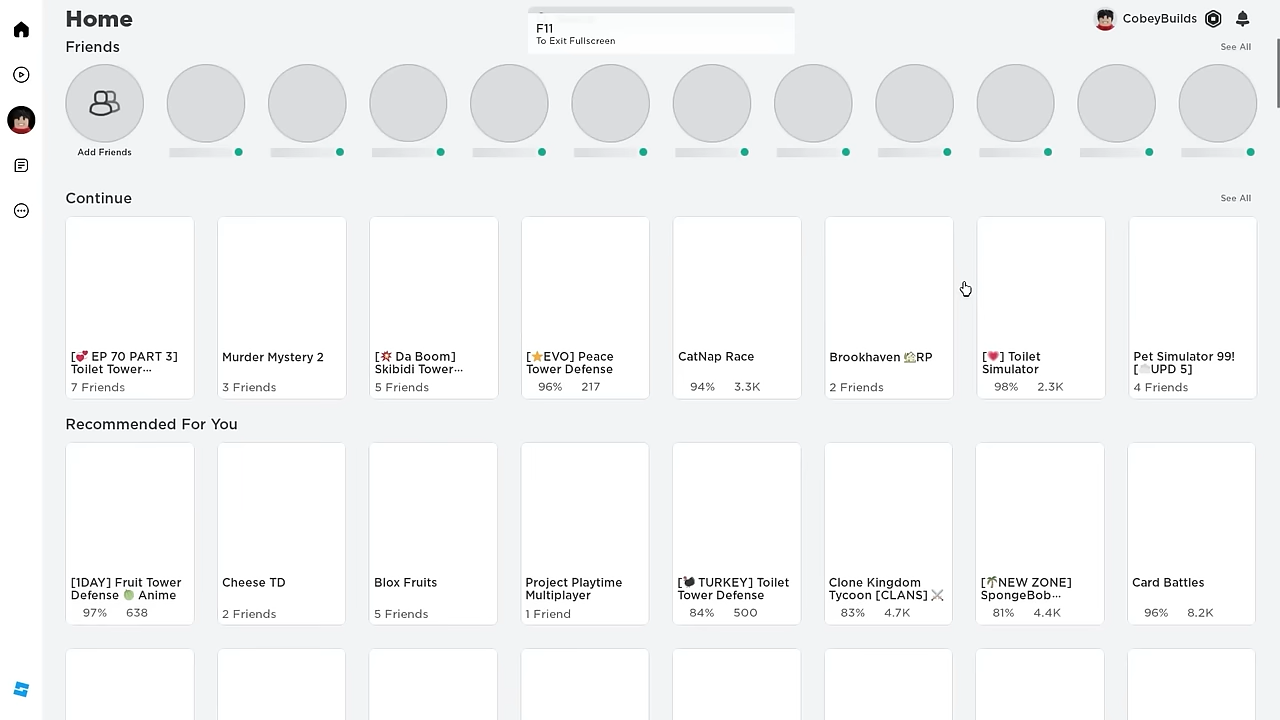 Home
F11
To Exit Fullscreen
CobeyBuilds
Friends
See All
Add Friends
Continue
See All
[💕 EP 70 PART 3]
Toilet Tower...
7 Friends
Murder Mystery 2
3 Friends
[💥 Da Boom]
Skibidi Tower...
5 Friends
[⭐EVO] Peace
Tower Defense
96% 217
CatNap Race
94% 3.3K
Brookhaven 🏡RP
2 Friends
[💗] Toilet
Simulator
98% 2.3K
Pet Simulator 99!
[🥚UPD 5]
4 Friends
Recommended For You
[1DAY] Fruit Tower
Defense 🍏 Anime
97% 638
Cheese TD
2 Friends
Blox Fruits
5 Friends
Project Playtime
Multiplayer
1 Friend
[🦃 TURKEY] Toilet
Tower Defense
84% 500
Clone Kingdom
Tycoon [CLANS] ⚔️
83% 4.7K
[🌴NEW ZONE]
SpongeBob...
81% 4.4K
Card Battles
96% 8.2K